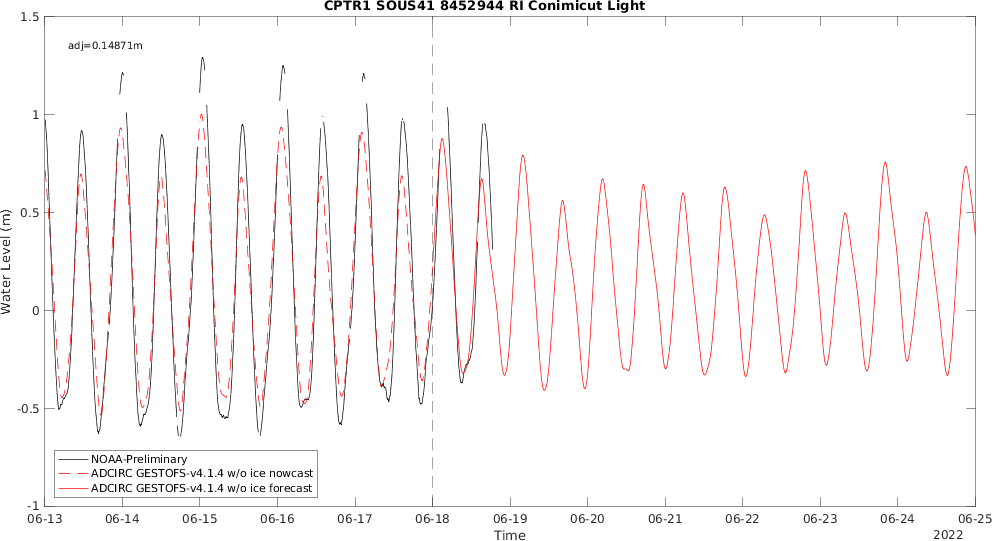 CPTR1 SOUS41 8452944 RI Conimicut Light
adj=0.14871m
1.5
1
0.5
0
-0.5
-1
Water Level (m)
NOAA-Preliminary
ADCIRC GESTOFS-v4.1.4 w/o ice nowcast
ADCIRC GESTOFS-v4.1.4 w/o ice forecast
06-13 06-14 06-15 06-16 06-17 06-18 06-19 06-20 06-21 06-22 06-23 06-24 06-25
Time
2022